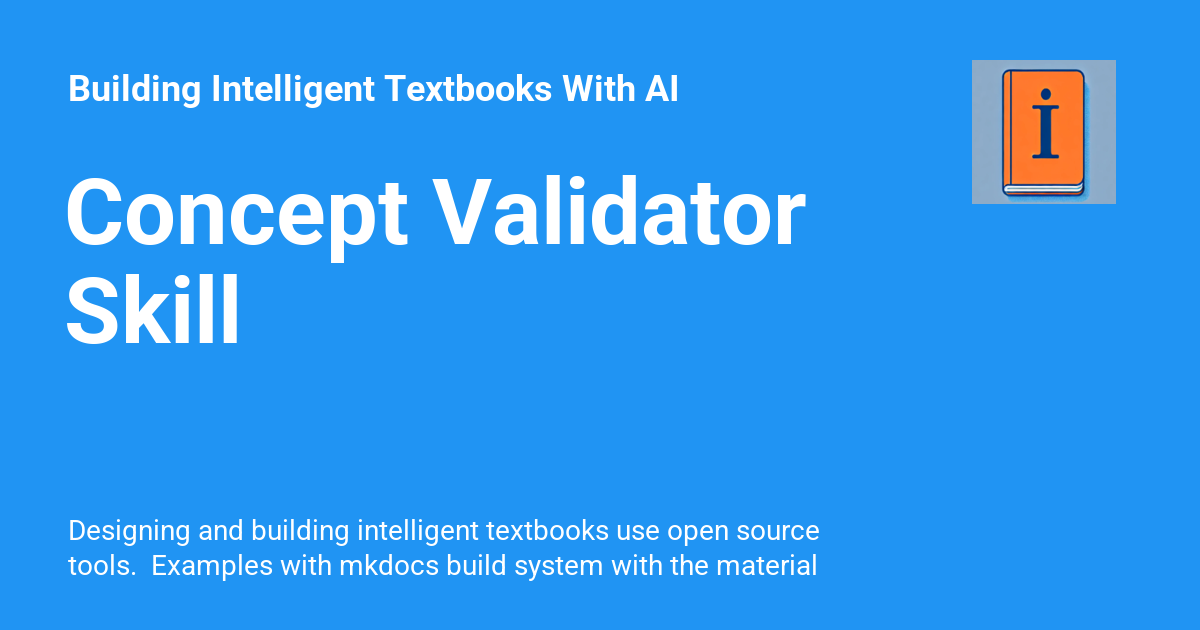 Building Intelligent Textbooks With AI
i
Concept Validator
Skill
Designing and building intelligent textbooks use open source
tools.  Examples with mkdocs build system with the material